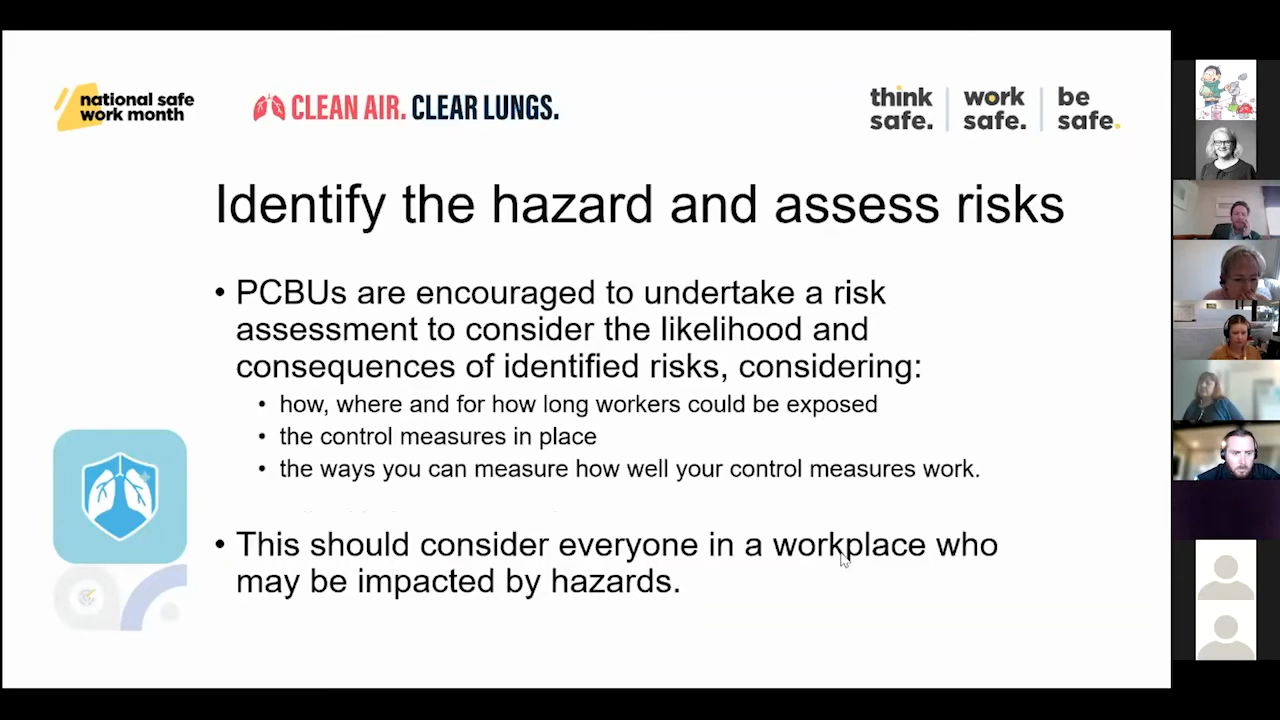 national safe
work month
CLEAN AIR. CLEAR LUNGS.
think safe.
work safe.
be safe.
Identify the hazard and assess risks
• PCBUs are encouraged to undertake a risk
assessment to consider the likelihood and
consequences of identified risks, considering:
• how, where and for how long workers could be exposed
• the control measures in place
• the ways you can measure how well your control measures work.
• This should consider everyone in a workplace who
may be impacted by hazards.